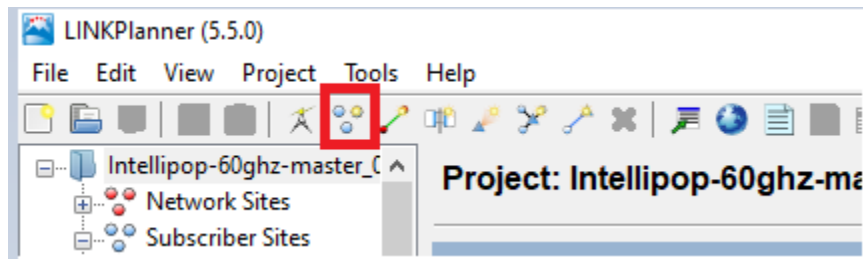 LINKPlanner (5.5.0)
File Edit View Project Tools Help
Intellipop-60ghz-master_0
Network Sites
Subscriber Sites
Project: Intellipop-60ghz-ma